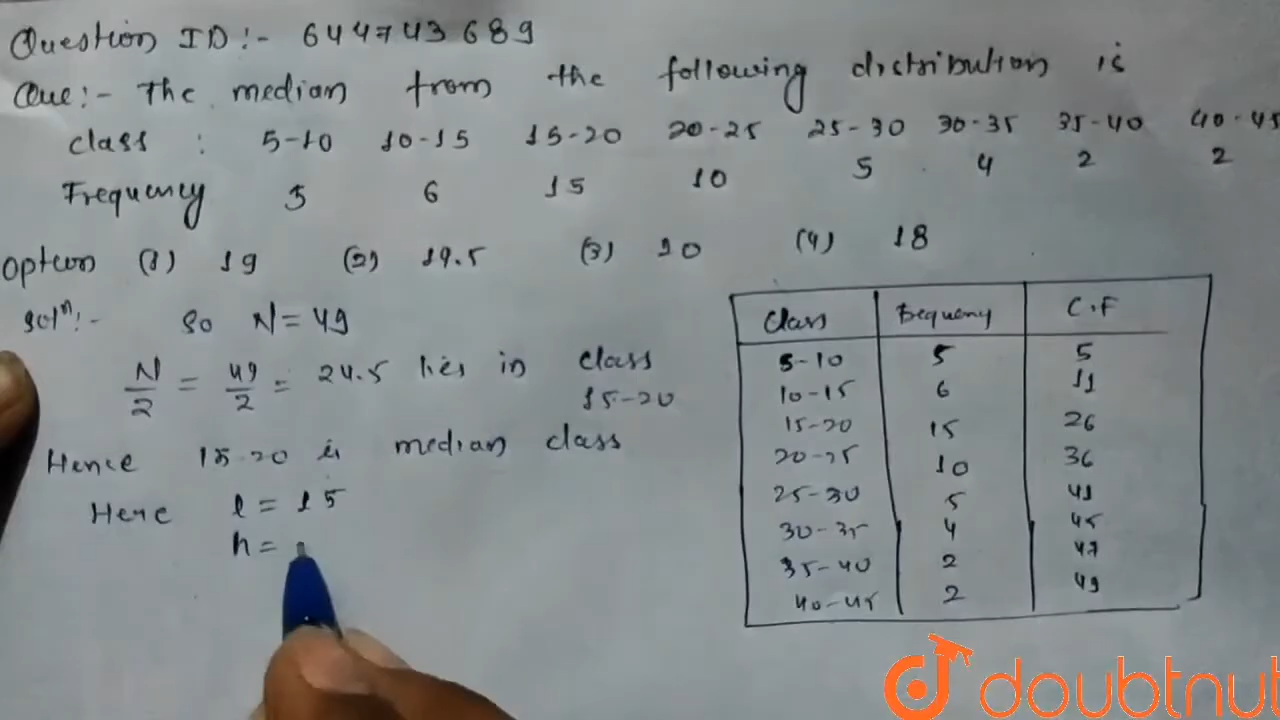 Question ID:- 644743689
Que:- The median from the following distribution is
class : 5-10 10-15 15-20 20-25 25-30 30-35 35-40 40-45
Frequency 5 6 15 10 5 4 2 2
option (1) 19 (2) 19.5 (3) 10 (4) 18
Solⁿ:- So N = 49
N/2 = 49/2 = 24.5 lies in class
15-20
Hence 15-20 is median class
Here l = 15
h =
Class Frequency C.F
5-10 5 5
10-15 6 11
15-20 15 26
20-25 10 36
25-30 5 41
30-35 4 45
35-40 2 47
40-45 2 49
doubtnut